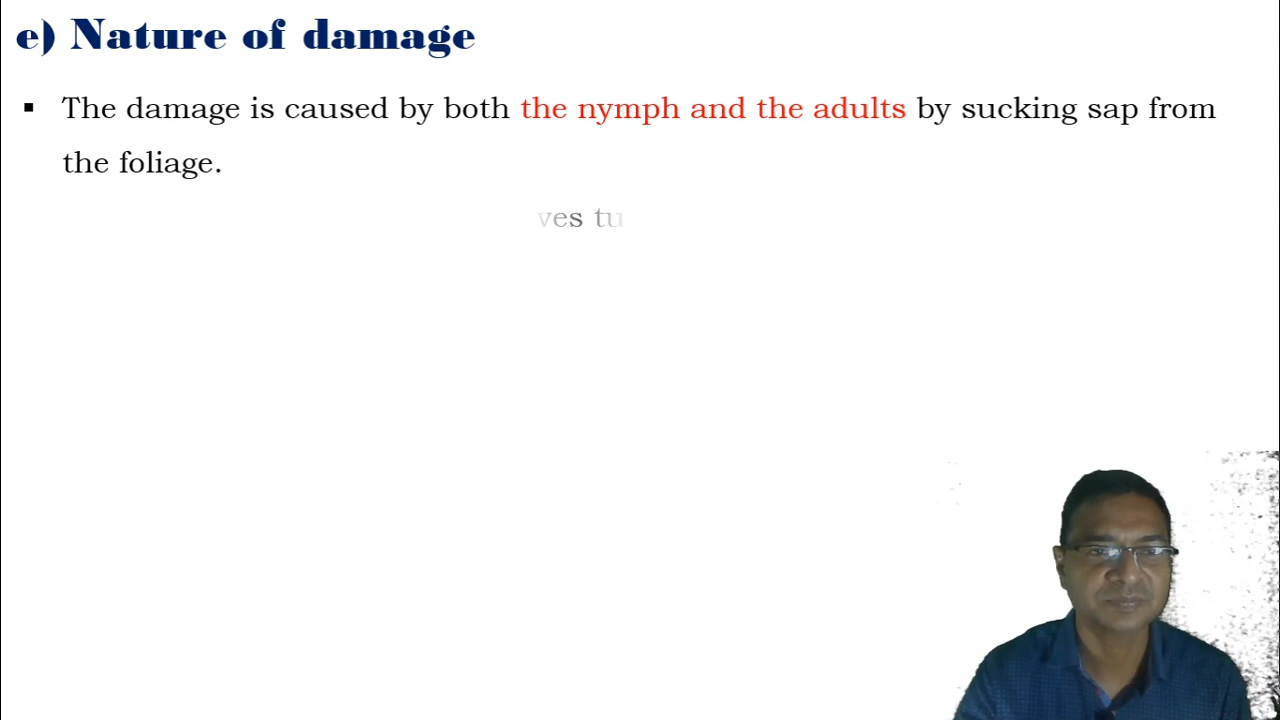 e) Nature of damage
▪ The damage is caused by both the nymph and the adults by sucking sap from
the foliage.